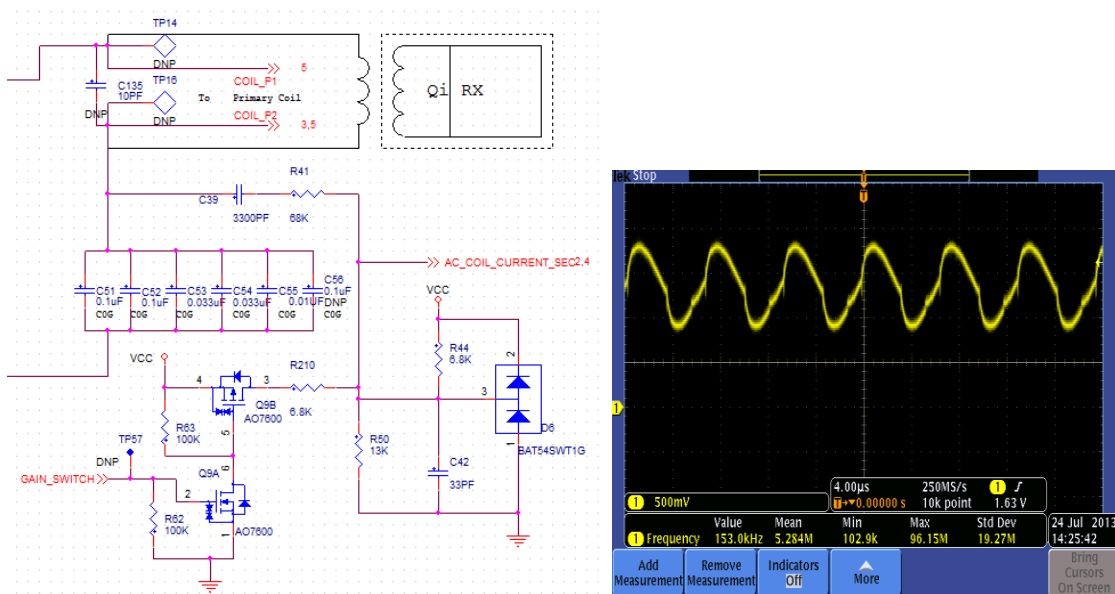 TP14
DNP
5
COIL_P1
C135
10PF
DNP
TP16
DNP
To Primary Coil
COIL_P2
3,5
Qi RX
R41
68K
C39
3300PF
AC_COIL_CURRENT_SEC 2,4
C51
0.1uF
C0G
C52
0.1uF
C0G
C53
0.033uF
C0G
C54
0.033uF
C0G
C55
0.01UF
C0G
C56
0.1uF
DNP
C0G
VCC
R44
6.8K
2
3
1
D6
BAT54SWT1G
VCC
4
3
R210
6.8K
Q9B
AO7600
5
R63
100K
TP57
DNP
GAIN_SWITCH
6
Q9A
2
AO7600
1
R62
100K
R50
13K
C42
33PF
Tek Stop
T
1
1 500mV
4.00µs
250MS/s
1
T→▼0.00000 s
10k point
1.63 V
Value Mean Min Max Std Dev
1 Frequency 153.0kHz 5.284M 102.9k 96.15M 19.27M
24 Jul 2013
14:25:42
Add
Measurement
Remove
Measurement
Indicators
Off
More
Bring
Cursors
On Screen